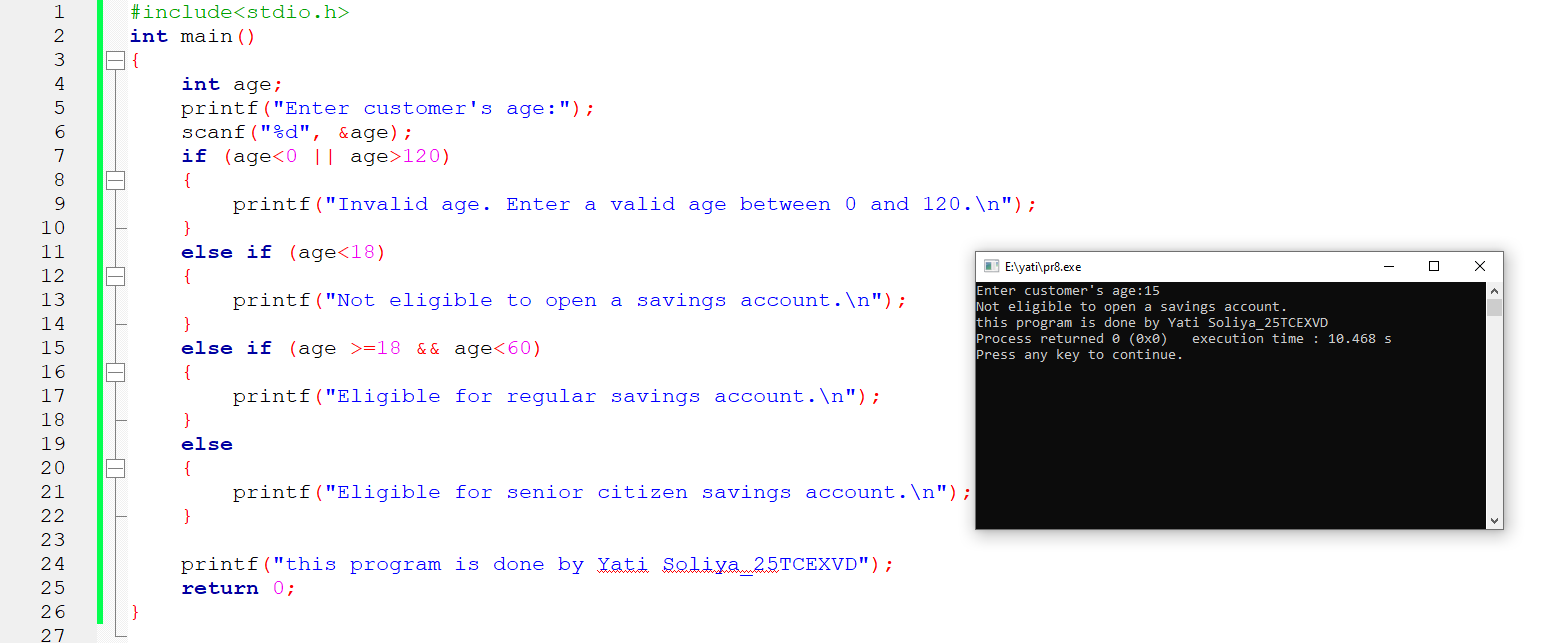 1 #include<stdio.h>
2 int main()
3 {
4 int age;
5 printf("Enter customer's age:");
6 scanf("%d", &age);
7 if (age<0 || age>120)
8 {
9 printf("Invalid age. Enter a valid age between 0 and 120.\n");
10 }
11 else if (age<18)
12 {
13 printf("Not eligible to open a savings account.\n");
14 }
15 else if (age >=18 && age<60)
16 {
17 printf("Eligible for regular savings account.\n");
18 }
19 else
20 {
21 printf("Eligible for senior citizen savings account.\n");
22 }
23
24 printf("this program is done by Yati Soliya_25TCEXVD");
25 return 0;
26 }
27
E:\yati\pr8.exe
Enter customer's age:15
Not eligible to open a savings account.
this program is done by Yati Soliya_25TCEXVD
Process returned 0 (0x0)   execution time : 10.468 s
Press any key to continue.